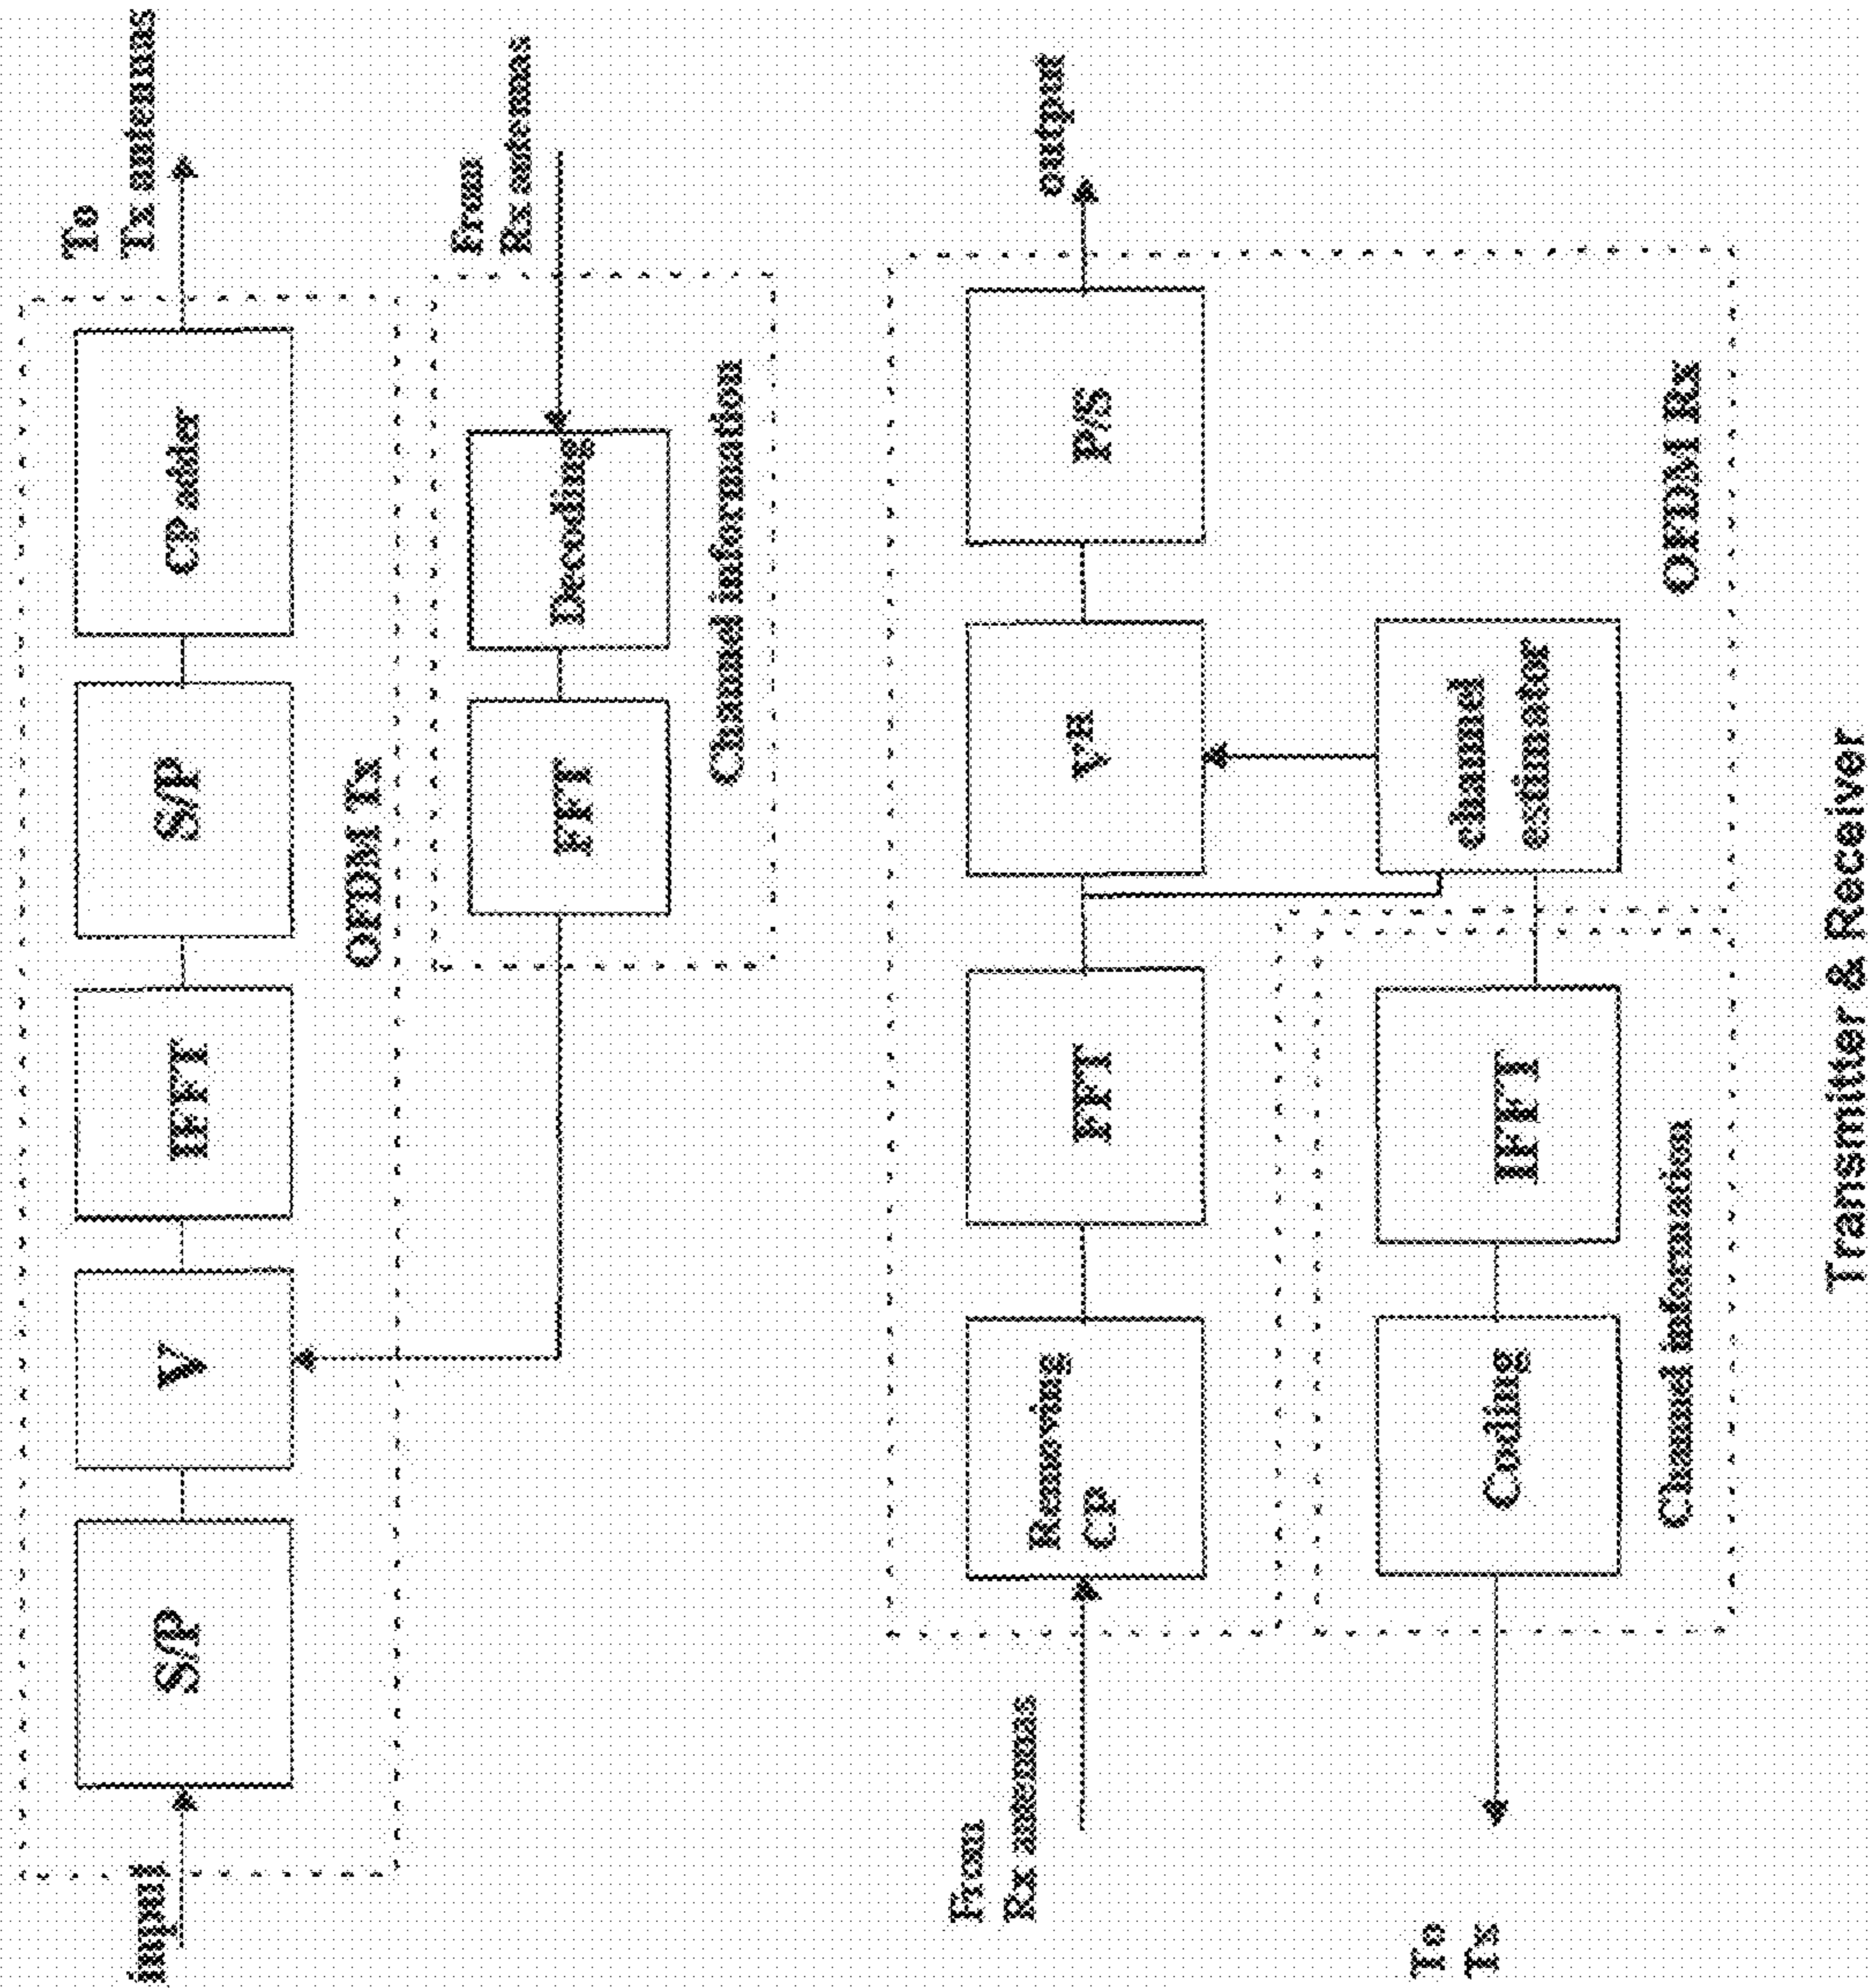 input
S/P
V
IFFT
S/P
CP adder
To
Tx antennas
OFDM Tx
FFT
Decoding
From
Rx antennas
Channel information
From
Rx antennas
Removing
CP
FFT
V^H
P/S
output
To
Tx
Coding
IFFT
channel
estimator
Channel information
OFDM Rx
Transmitter & Receiver